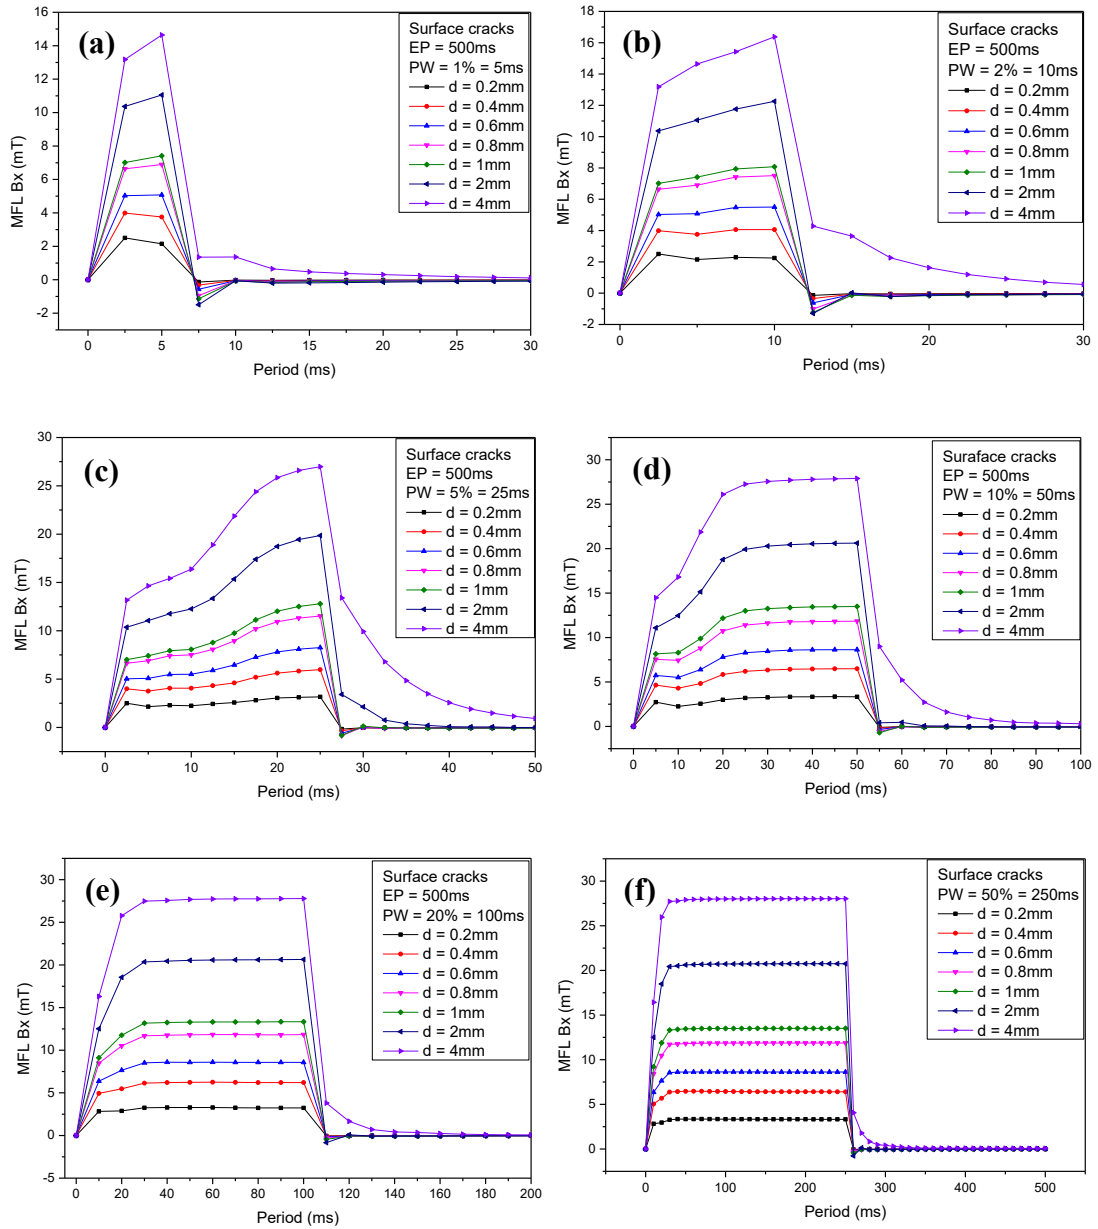 (a)
Surface cracks
EP = 500ms
PW = 1% = 5ms
d = 0.2mm
d = 0.4mm
d = 0.6mm
d = 0.8mm
d = 1mm
d = 2mm
d = 4mm
MFL Bx (mT)
16
14
12
10
8
6
4
2
0
-2
0 5 10 15 20 25 30
Period (ms)
(b)
Surface cracks
EP = 500ms
PW = 2% = 10ms
d = 0.2mm
d = 0.4mm
d = 0.6mm
d = 0.8mm
d = 1mm
d = 2mm
d = 4mm
MFL Bx (mT)
18
16
14
12
10
8
6
4
2
0
-2
0 10 20 30
Period (ms)
(c)
Surface cracks
EP = 500ms
PW = 5% = 25ms
d = 0.2mm
d = 0.4mm
d = 0.6mm
d = 0.8mm
d = 1mm
d = 2mm
d = 4mm
MFL Bx (mT)
30
25
20
15
10
5
0
0 5 10 15 20 25 30 35 40 45 50
Period (ms)
(d)
Suraface cracks
EP = 500ms
PW = 10% = 50ms
d = 0.2mm
d = 0.4mm
d = 0.6mm
d = 0.8mm
d = 1mm
d = 2mm
d = 4mm
MFL Bx (mT)
30
25
20
15
10
5
0
0 10 20 30 40 50 60 70 80 90 100
Period (ms)
(e)
Surface cracks
EP = 500ms
PW = 20% = 100ms
d = 0.2mm
d = 0.4mm
d = 0.6mm
d = 0.8mm
d = 1mm
d = 2mm
d = 4mm
MFL Bx (mT)
30
25
20
15
10
5
0
-5
0 20 40 60 80 100 120 140 160 180 200
Period (ms)
(f)
Surface cracks
EP = 500ms
PW = 50% = 250ms
d = 0.2mm
d = 0.4mm
d = 0.6mm
d = 0.8mm
d = 1mm
d = 2mm
d = 4mm
MFL Bx (mT)
30
25
20
15
10
5
0
0 100 200 300 400 500
Period (ms)